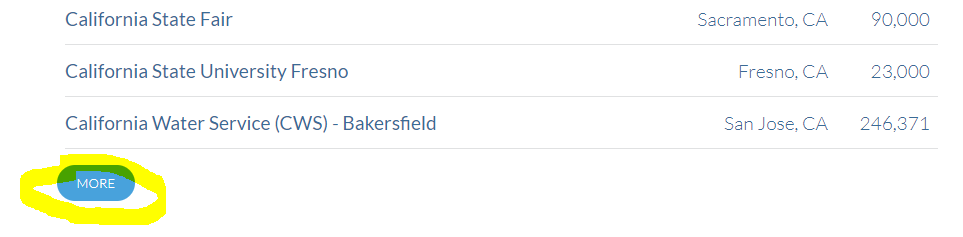 California State Fair Sacramento, CA 90,000
California State University Fresno Fresno, CA 23,000
California Water Service (CWS) - Bakersfield San Jose, CA 246,371
MORE